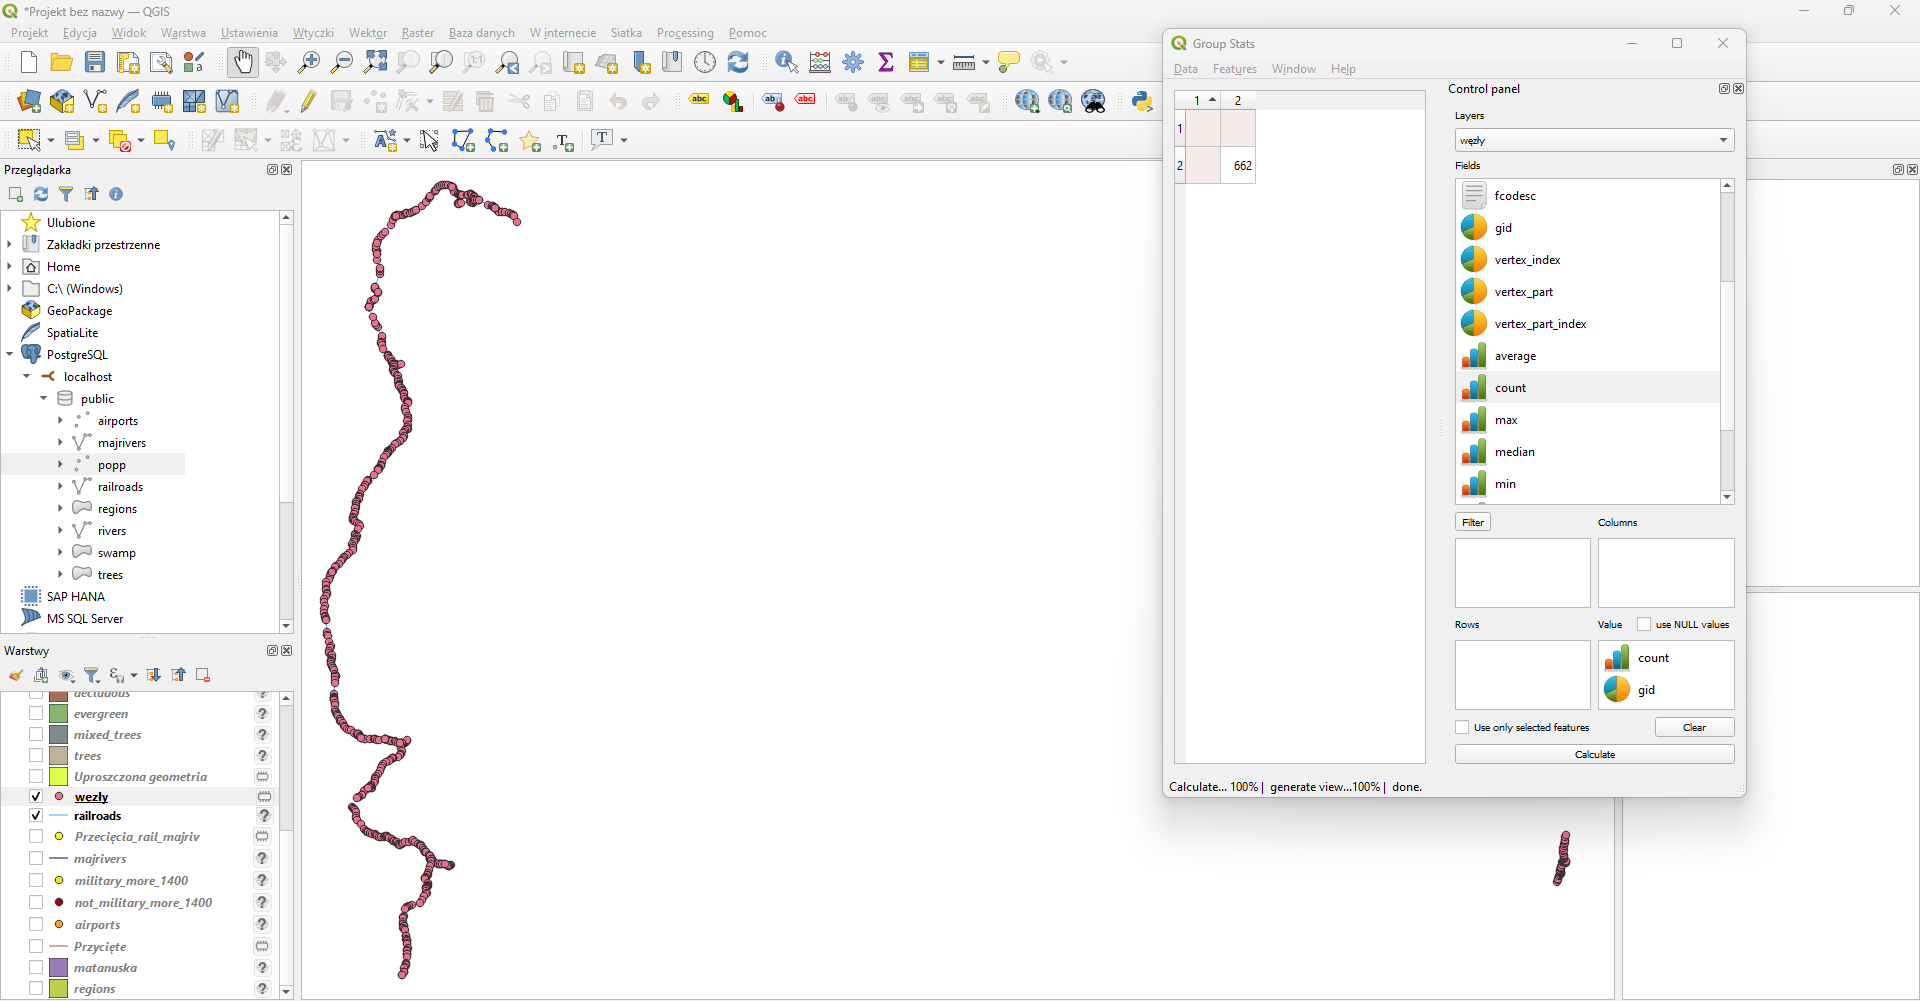 *Projekt bez nazwy — QGIS
Projekt Edycja Widok Warstwa Ustawienia Wtyczki Wektor Raster Baza danych W internecie Siatka Processing Pomoc
Przeglądarka
Ulubione
Zakładki przestrzenne
Home
C:\ (Windows)
GeoPackage
SpatiaLite
PostgreSQL
localhost
public
airports
majrivers
popp
railroads
regions
rivers
swamp
trees
SAP HANA
MS SQL Server
Warstwy
deciduous
evergreen
mixed_trees
trees
Uproszczona geometria
węzły
railroads
Przecięcia_rail_majriv
majrivers
military_more_1400
not_military_more_1400
airports
Przycięte
matanuska
regions
Group Stats
Data Features Window Help
1 2
1
2 662
Control panel
Layers
węzły
Fields
fcodesc
gid
vertex_index
vertex_part
vertex_part_index
average
count
max
median
min
Filter Columns
Rows Value use NULL values
count
gid
Use only selected features Clear
Calculate
Calculate... 100% | generate view...100% | done.